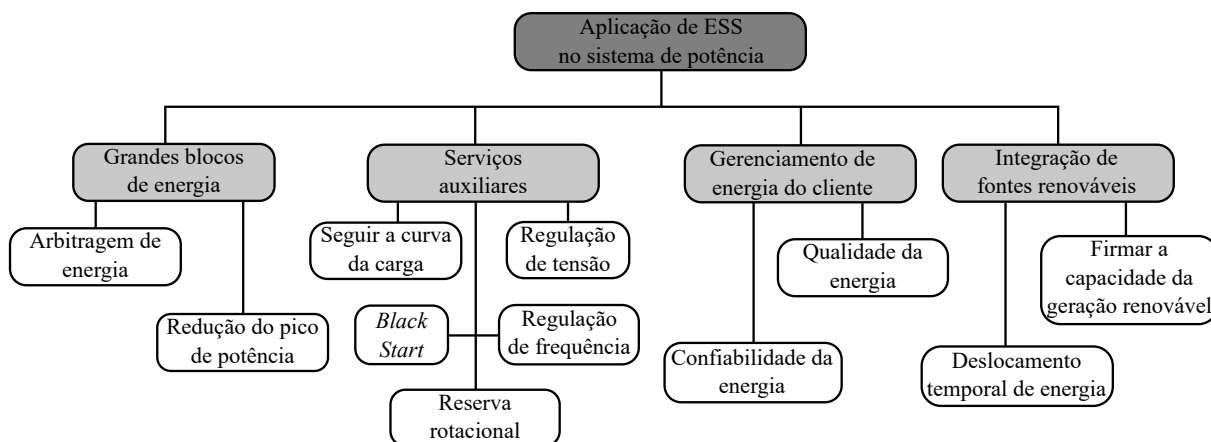 Aplicação de ESS
no sistema de potência
Grandes blocos
de energia
Serviços
auxiliares
Gerenciamento de
energia do cliente
Integração de
fontes renováveis
Arbitragem de
energia
Redução do pico
de potência
Seguir a curva
da carga
Regulação
de tensão
Black
Start
Regulação
de frequência
Reserva
rotacional
Qualidade da
energia
Confiabilidade da
energia
Firmar a
capacidade da
geração renovável
Deslocamento
temporal de energia